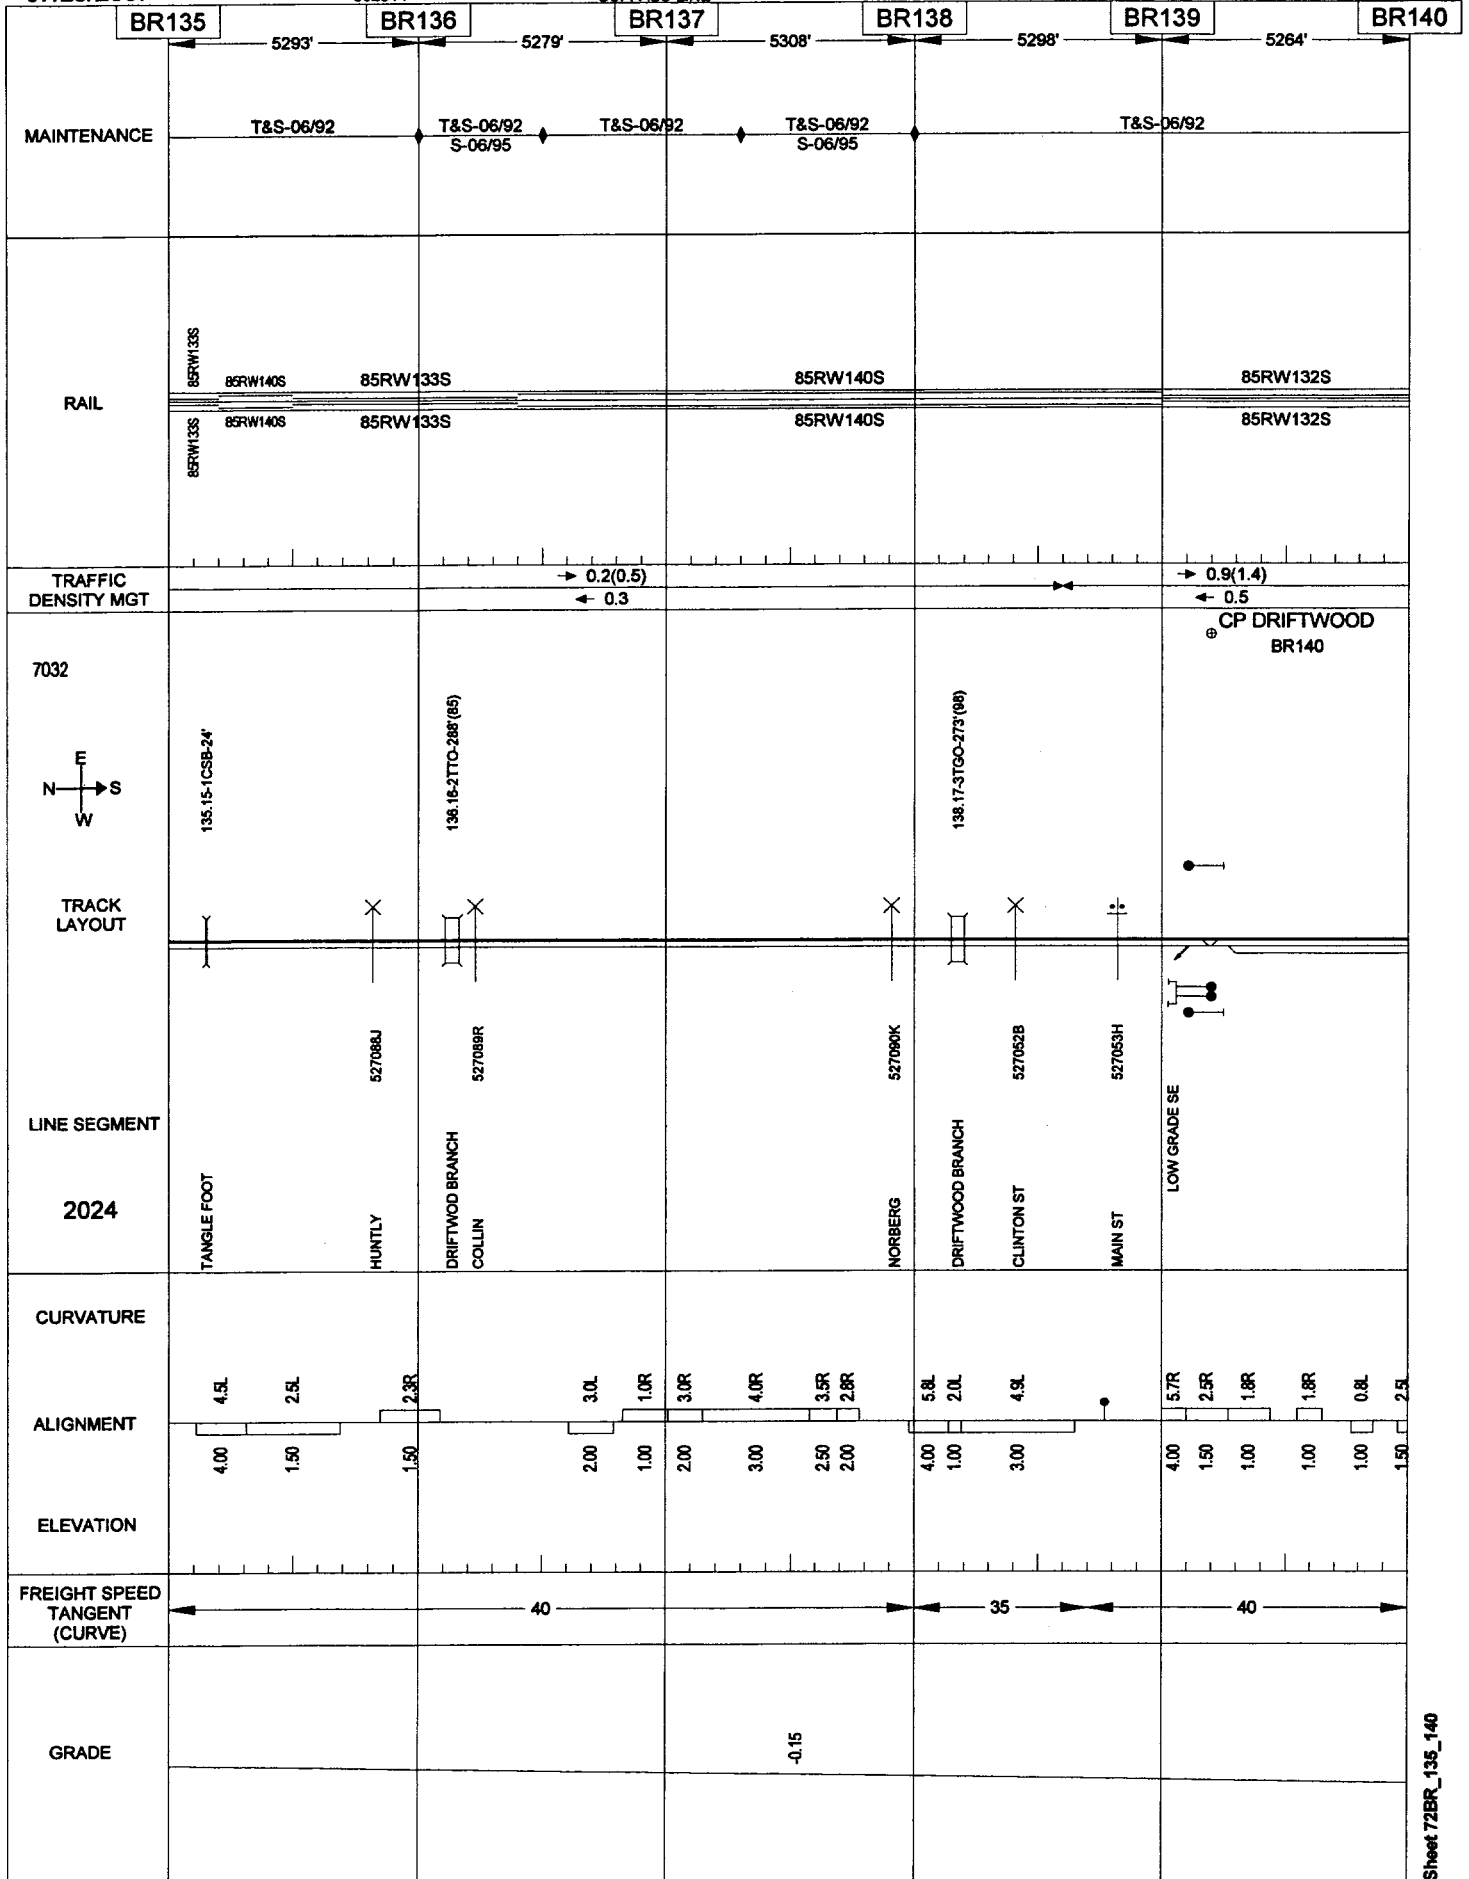 BR135 BR136 BR137 BR138 BR139 BR140
5293' 5279' 5308' 5298' 5264'
MAINTENANCE
T&S-06/92 T&S-06/92 T&S-06/92 T&S-06/92 T&S-06/92
S-06/95 S-06/95
RAIL
85RW133S 85RW140S 85RW133S 85RW140S 85RW132S
85RW133S 85RW140S 85RW133S 85RW140S 85RW132S
TRAFFIC
DENSITY MGT
0.2(0.5) 0.9(1.4)
0.3 0.5
CP DRIFTWOOD
BR140
7032
135.15-1CSB-24'
136.16-2TTO-288'(85)
138.17-3TGO-273'(98)
E
N S
W
TRACK
LAYOUT
527088J 527089R 527090K 527052B 527053H
LINE SEGMENT
2024
TANGLE FOOT
HUNTLY
DRIFTWOD BRANCH
COLLIN
NORBERG
DRIFTWOOD BRANCH
CLINTON ST
MAIN ST
LOW GRADE SE
CURVATURE
4.5L 2.5L 2.3R 3.0L 1.0R 3.0R 4.0R 3.5R 2.8R 5.8L 2.0L 4.9L 5.7R 2.5R 1.8R 1.8R 0.8L 2.5L
ALIGNMENT
4.00 1.50 1.50 2.00 1.00 2.00 3.00 2.50 2.00 4.00 1.00 3.00 4.00 1.50 1.00 1.00 1.00 1.50
ELEVATION
FREIGHT SPEED
TANGENT
(CURVE)
40 35 40
GRADE
-0.15
Sheet 72BR_135_140